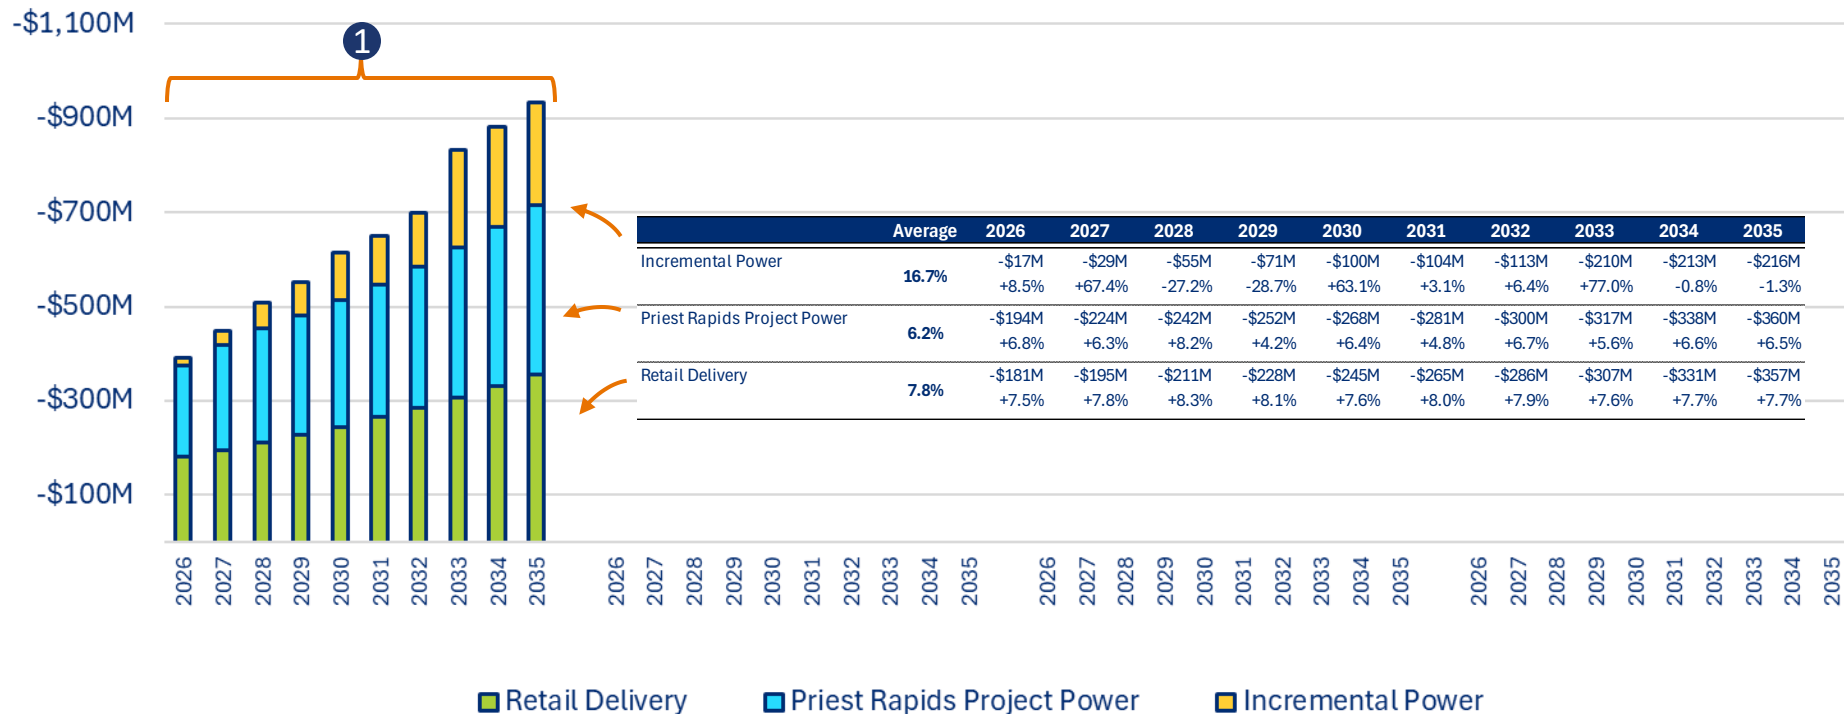 -$1,100M
1
-$900M
-$700M
-$500M
-$300M
-$100M
Average 2026 2027 2028 2029 2030 2031 2032 2033 2034 2035
Incremental Power -$17M -$29M -$55M -$71M -$100M -$104M -$113M -$210M -$213M -$216M
16.7%
+8.5% +67.4% -27.2% -28.7% +63.1% +3.1% +6.4% +77.0% -0.8% -1.3%
Priest Rapids Project Power -$194M -$224M -$242M -$252M -$268M -$281M -$300M -$317M -$338M -$360M
6.2%
+6.8% +6.3% +8.2% +4.2% +6.4% +4.8% +6.7% +5.6% +6.6% +6.5%
Retail Delivery -$181M -$195M -$211M -$228M -$245M -$265M -$286M -$307M -$331M -$357M
7.8%
+7.5% +7.8% +8.3% +8.1% +7.6% +8.0% +7.9% +7.6% +7.7% +7.7%
2026 2027 2028 2029 2030 2031 2032 2033 2034 2035 2026 2027 2028 2029 2030 2031 2032 2033 2034 2035 2026 2027 2028 2029 2030 2031 2032 2033 2034 2035 2026 2027 2028 2029 2030 2031 2032 2033 2034 2035
Retail Delivery Priest Rapids Project Power Incremental Power